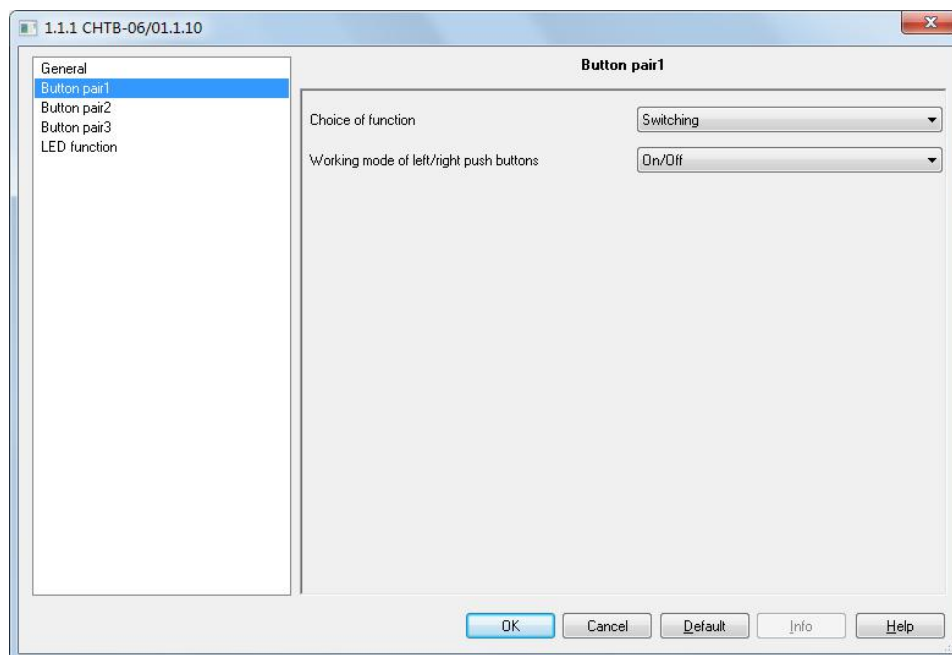 1.1.1 CHTB-06/01.1.10
General
Button pair1
Button pair2
Button pair3
LED function
Button pair1
Choice of function
Switching
Working mode of left/right push buttons
On/Off
OK
Cancel
Default
Info
Help